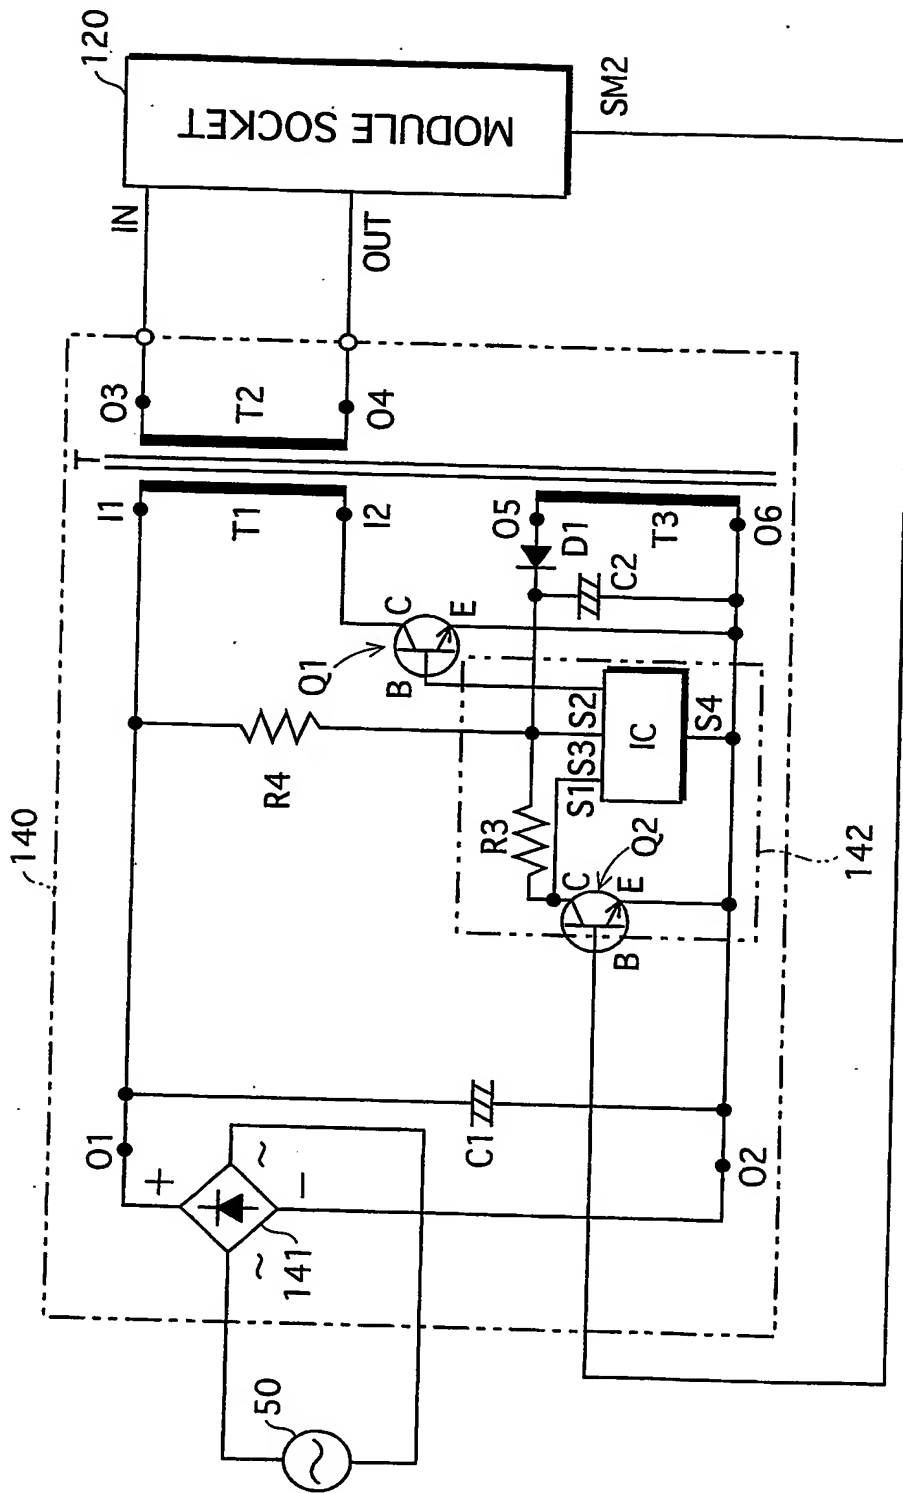 120
MODULE SOCKET
SM2
IN
OUT
O3
T2
O4
T
I1
T1
I2
O5
D1
T3
O6
C2
C
E
B
Q1
R4
S2
S3
S1
IC
S4
R3
Q2
C
E
B
142
140
C1
O1
O2
+
~
−
~
141
50
~